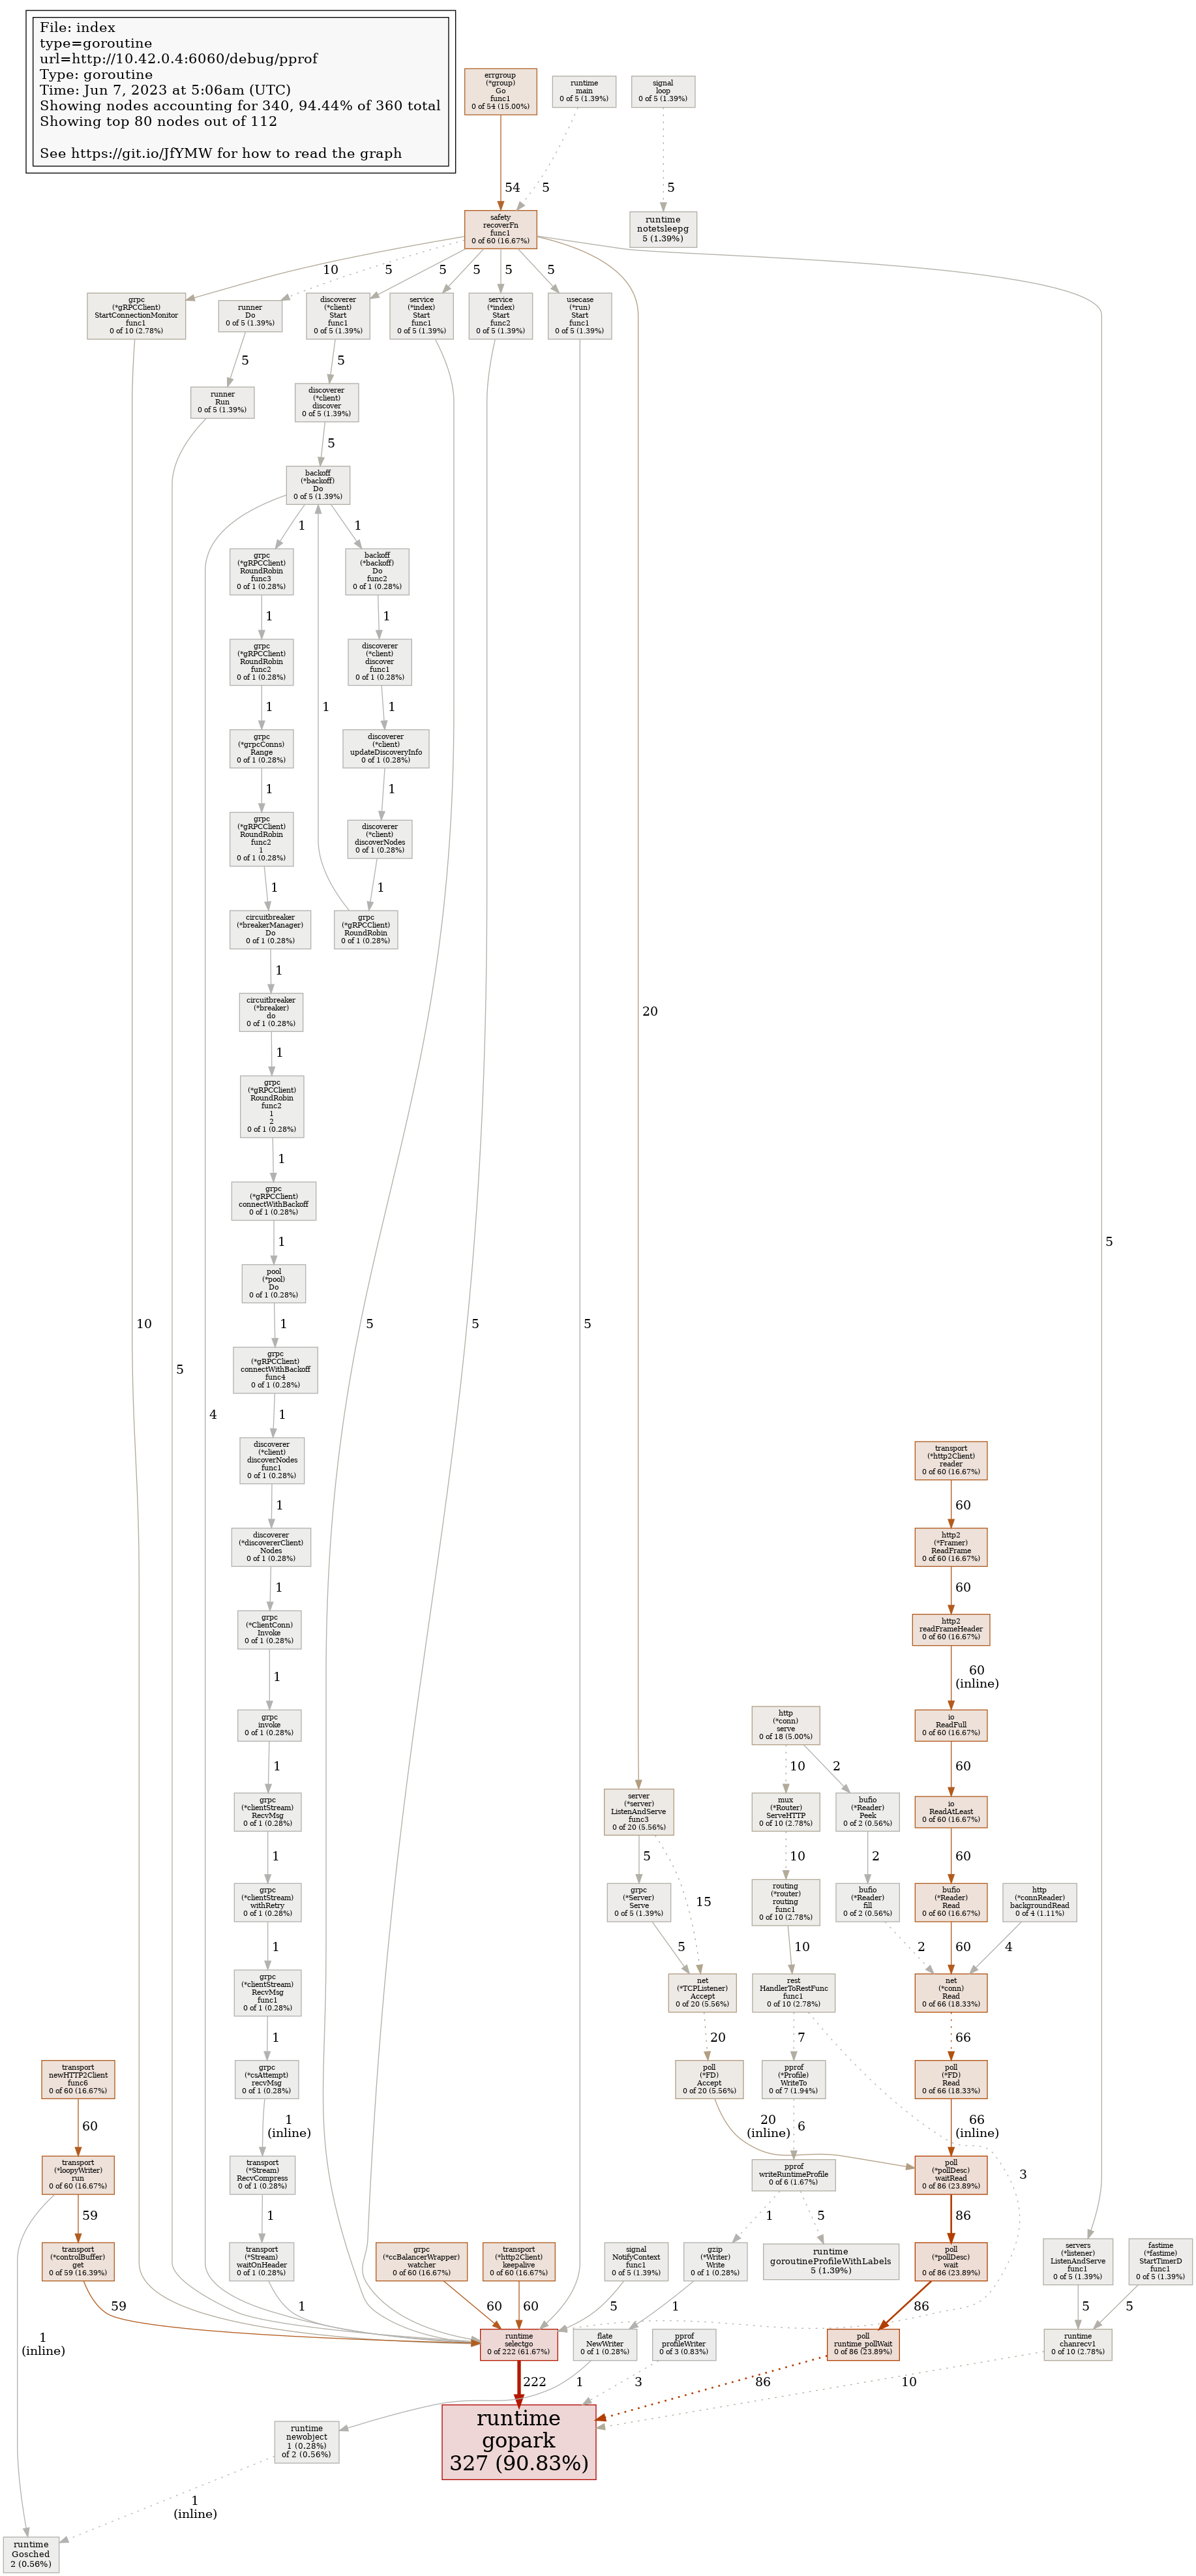 File: index
type=goroutine
url=http://10.42.0.4:6060/debug/pprof
Type: goroutine
Time: Jun 7, 2023 at 5:06am (UTC)
Showing nodes accounting for 340, 94.44% of 360 total
Showing top 80 nodes out of 112
See https://git.io/JfYMW for how to read the graph
errgroup
(*group)
Go
func1
0 of 54 (15.00%)
runtime
main
0 of 5 (1.39%)
signal
loop
0 of 5 (1.39%)
54
5
5
safety
recoverFn
func1
0 of 60 (16.67%)
runtime
notetsleepg
5 (1.39%)
10
5
5
5
5
5
grpc
(*gRPCClient)
StartConnectionMonitor
func1
0 of 10 (2.78%)
runner
Do
0 of 5 (1.39%)
discoverer
(*client)
Start
func1
0 of 5 (1.39%)
service
(*index)
Start
func1
0 of 5 (1.39%)
service
(*index)
Start
func2
0 of 5 (1.39%)
usecase
(*run)
Start
func1
0 of 5 (1.39%)
5
5
runner
Run
0 of 5 (1.39%)
discoverer
(*client)
discover
0 of 5 (1.39%)
5
backoff
(*backoff)
Do
0 of 5 (1.39%)
1
1
grpc
(*gRPCClient)
RoundRobin
func3
0 of 1 (0.28%)
backoff
(*backoff)
Do
func2
0 of 1 (0.28%)
1
1
grpc
(*gRPCClient)
RoundRobin
func2
0 of 1 (0.28%)
discoverer
(*client)
discover
func1
0 of 1 (0.28%)
1
1
1
grpc
(*grpcConns)
Range
0 of 1 (0.28%)
discoverer
(*client)
updateDiscoveryInfo
0 of 1 (0.28%)
1
1
grpc
(*gRPCClient)
RoundRobin
func2
1
0 of 1 (0.28%)
discoverer
(*client)
discoverNodes
0 of 1 (0.28%)
1
1
circuitbreaker
(*breakerManager)
Do
0 of 1 (0.28%)
grpc
(*gRPCClient)
RoundRobin
0 of 1 (0.28%)
1
circuitbreaker
(*breaker)
do
0 of 1 (0.28%)
20
1
grpc
(*gRPCClient)
RoundRobin
func2
1
2
0 of 1 (0.28%)
1
grpc
(*gRPCClient)
connectWithBackoff
0 of 1 (0.28%)
1
5
pool
(*pool)
Do
0 of 1 (0.28%)
10
1
5
5
5
grpc
(*gRPCClient)
connectWithBackoff
func4
0 of 1 (0.28%)
5
4
1
discoverer
(*client)
discoverNodes
func1
0 of 1 (0.28%)
transport
(*http2Client)
reader
0 of 60 (16.67%)
1
60
discoverer
(*discovererClient)
Nodes
0 of 1 (0.28%)
http2
(*Framer)
ReadFrame
0 of 60 (16.67%)
1
60
grpc
(*ClientConn)
Invoke
0 of 1 (0.28%)
http2
readFrameHeader
0 of 60 (16.67%)
1
60
(inline)
grpc
invoke
0 of 1 (0.28%)
http
(*conn)
serve
0 of 18 (5.00%)
io
ReadFull
0 of 60 (16.67%)
1
10
2
60
grpc
(*clientStream)
RecvMsg
0 of 1 (0.28%)
server
(*server)
ListenAndServe
func3
0 of 20 (5.56%)
mux
(*Router)
ServeHTTP
0 of 10 (2.78%)
bufio
(*Reader)
Peek
0 of 2 (0.56%)
io
ReadAtLeast
0 of 60 (16.67%)
1
5
15
10
2
60
grpc
(*clientStream)
withRetry
0 of 1 (0.28%)
grpc
(*Server)
Serve
0 of 5 (1.39%)
routing
(*router)
routing
func1
0 of 10 (2.78%)
bufio
(*Reader)
fill
0 of 2 (0.56%)
bufio
(*Reader)
Read
0 of 60 (16.67%)
http
(*connReader)
backgroundRead
0 of 4 (1.11%)
1
5
10
2
60
4
grpc
(*clientStream)
RecvMsg
func1
0 of 1 (0.28%)
net
(*TCPListener)
Accept
0 of 20 (5.56%)
rest
HandlerToRestFunc
func1
0 of 10 (2.78%)
net
(*conn)
Read
0 of 66 (18.33%)
1
20
7
66
transport
newHTTP2Client
func6
0 of 60 (16.67%)
grpc
(*csAttempt)
recvMsg
0 of 1 (0.28%)
poll
(*FD)
Accept
0 of 20 (5.56%)
pprof
(*Profile)
WriteTo
0 of 7 (1.94%)
poll
(*FD)
Read
0 of 66 (18.33%)
60
1
(inline)
20
(inline)
6
66
(inline)
transport
(*loopyWriter)
run
0 of 60 (16.67%)
transport
(*Stream)
RecvCompress
0 of 1 (0.28%)
pprof
writeRuntimeProfile
0 of 6 (1.67%)
poll
(*pollDesc)
waitRead
0 of 86 (23.89%)
3
59
1
1
5
86
transport
(*controlBuffer)
get
0 of 59 (16.39%)
transport
(*Stream)
waitOnHeader
0 of 1 (0.28%)
grpc
(*ccBalancerWrapper)
watcher
0 of 60 (16.67%)
transport
(*http2Client)
keepalive
0 of 60 (16.67%)
signal
NotifyContext
func1
0 of 5 (1.39%)
gzip
(*Writer)
Write
0 of 1 (0.28%)
runtime
goroutineProfileWithLabels
5 (1.39%)
poll
(*pollDesc)
wait
0 of 86 (23.89%)
servers
(*listener)
ListenAndServe
func1
0 of 5 (1.39%)
fastime
(*fastime)
StartTimerD
func1
0 of 5 (1.39%)
59
1
60
60
5
1
86
5
5
1
(inline)
runtime
selectgo
0 of 222 (61.67%)
flate
NewWriter
0 of 1 (0.28%)
pprof
profileWriter
0 of 3 (0.83%)
poll
runtime_pollWait
0 of 86 (23.89%)
runtime
chanrecv1
0 of 10 (2.78%)
222
1
3
86
10
runtime
newobject
1 (0.28%)
of 2 (0.56%)
runtime
gopark
327 (90.83%)
1
(inline)
runtime
Gosched
2 (0.56%)